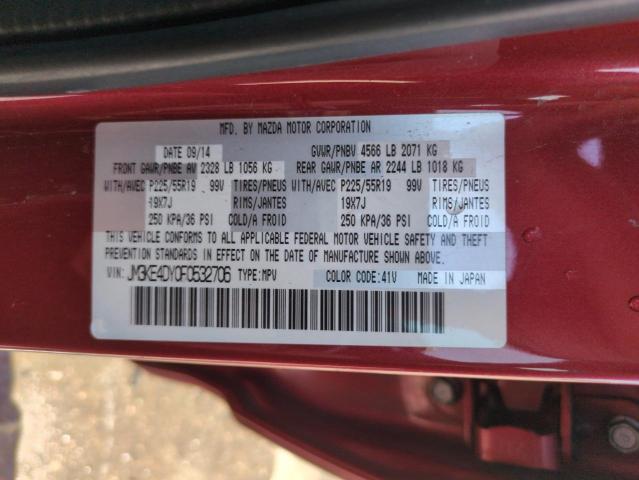 MFD. BY MAZDA MOTOR CORPORATION
DATE 09/14 GVWR/PNBV 4566 LB 2071 KG
FRONT GAWR/PNBE AV 2328 LB 1056 KG REAR GAWR/PNBE AR 2244 LB 1018 KG
WITH/AVEC P225/55R19 99V TIRES/PNEUS WITH/AVEC P225/55R19 99V TIRES/PNEUS
19X7J RIMS/JANTES 19X7J RIMS/JANTES
250 KPA/36 PSI COLD/A FROID 250 KPA/36 PSI COLD/A FROID
THIS VEHICLE CONFORMS TO ALL APPLICABLE FEDERAL MOTOR VEHICLE SAFETY AND THEFT
PREVENTION STANDARDS IN EFFECT ON THE DATE OF MANUFACTURE SHOWN ABOVE.
VIN: JM3KE4DY0F0532706 TYPE: MPV COLOR CODE: 41V MADE IN JAPAN